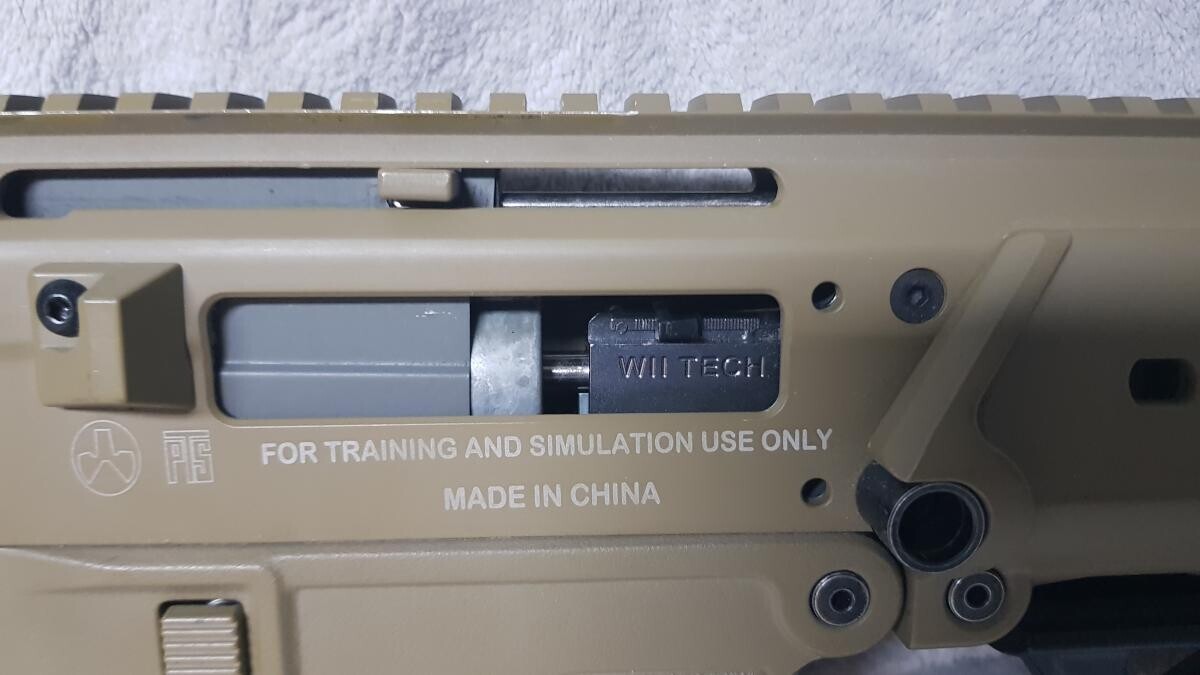 WII TECH
PTS
FOR TRAINING AND SIMULATION USE ONLY
MADE IN CHINA